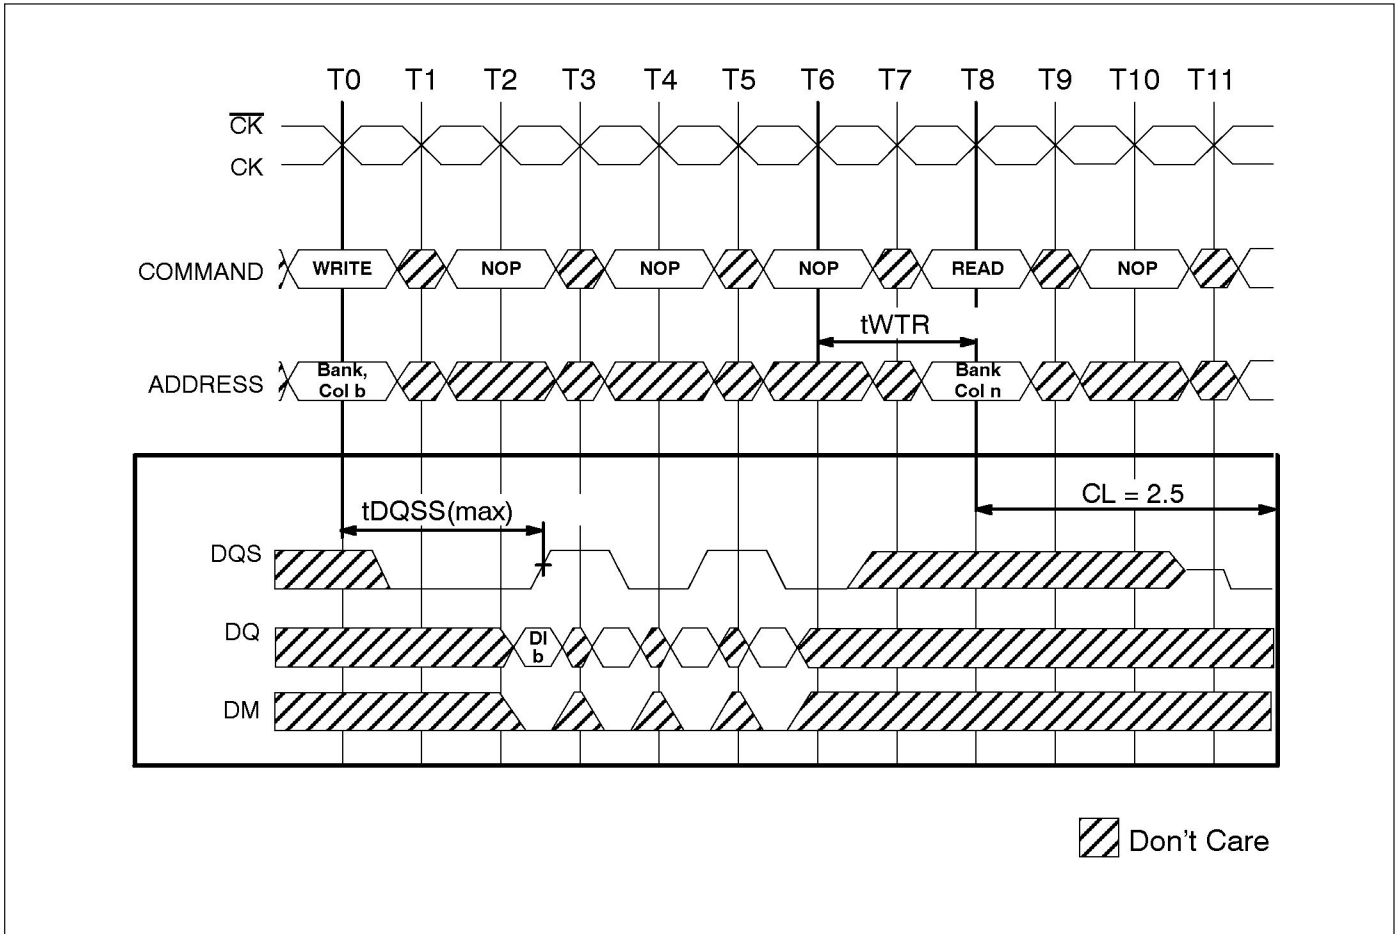 T0 T1 T2 T3 T4 T5 T6 T7 T8 T9 T10 T11
CK
CK
COMMAND WRITE NOP NOP NOP READ NOP
tWTR
ADDRESS Bank, Col b Bank Col n
CL = 2.5
tDQSS(max)
DQS
DQ DI b
DM
Don't Care